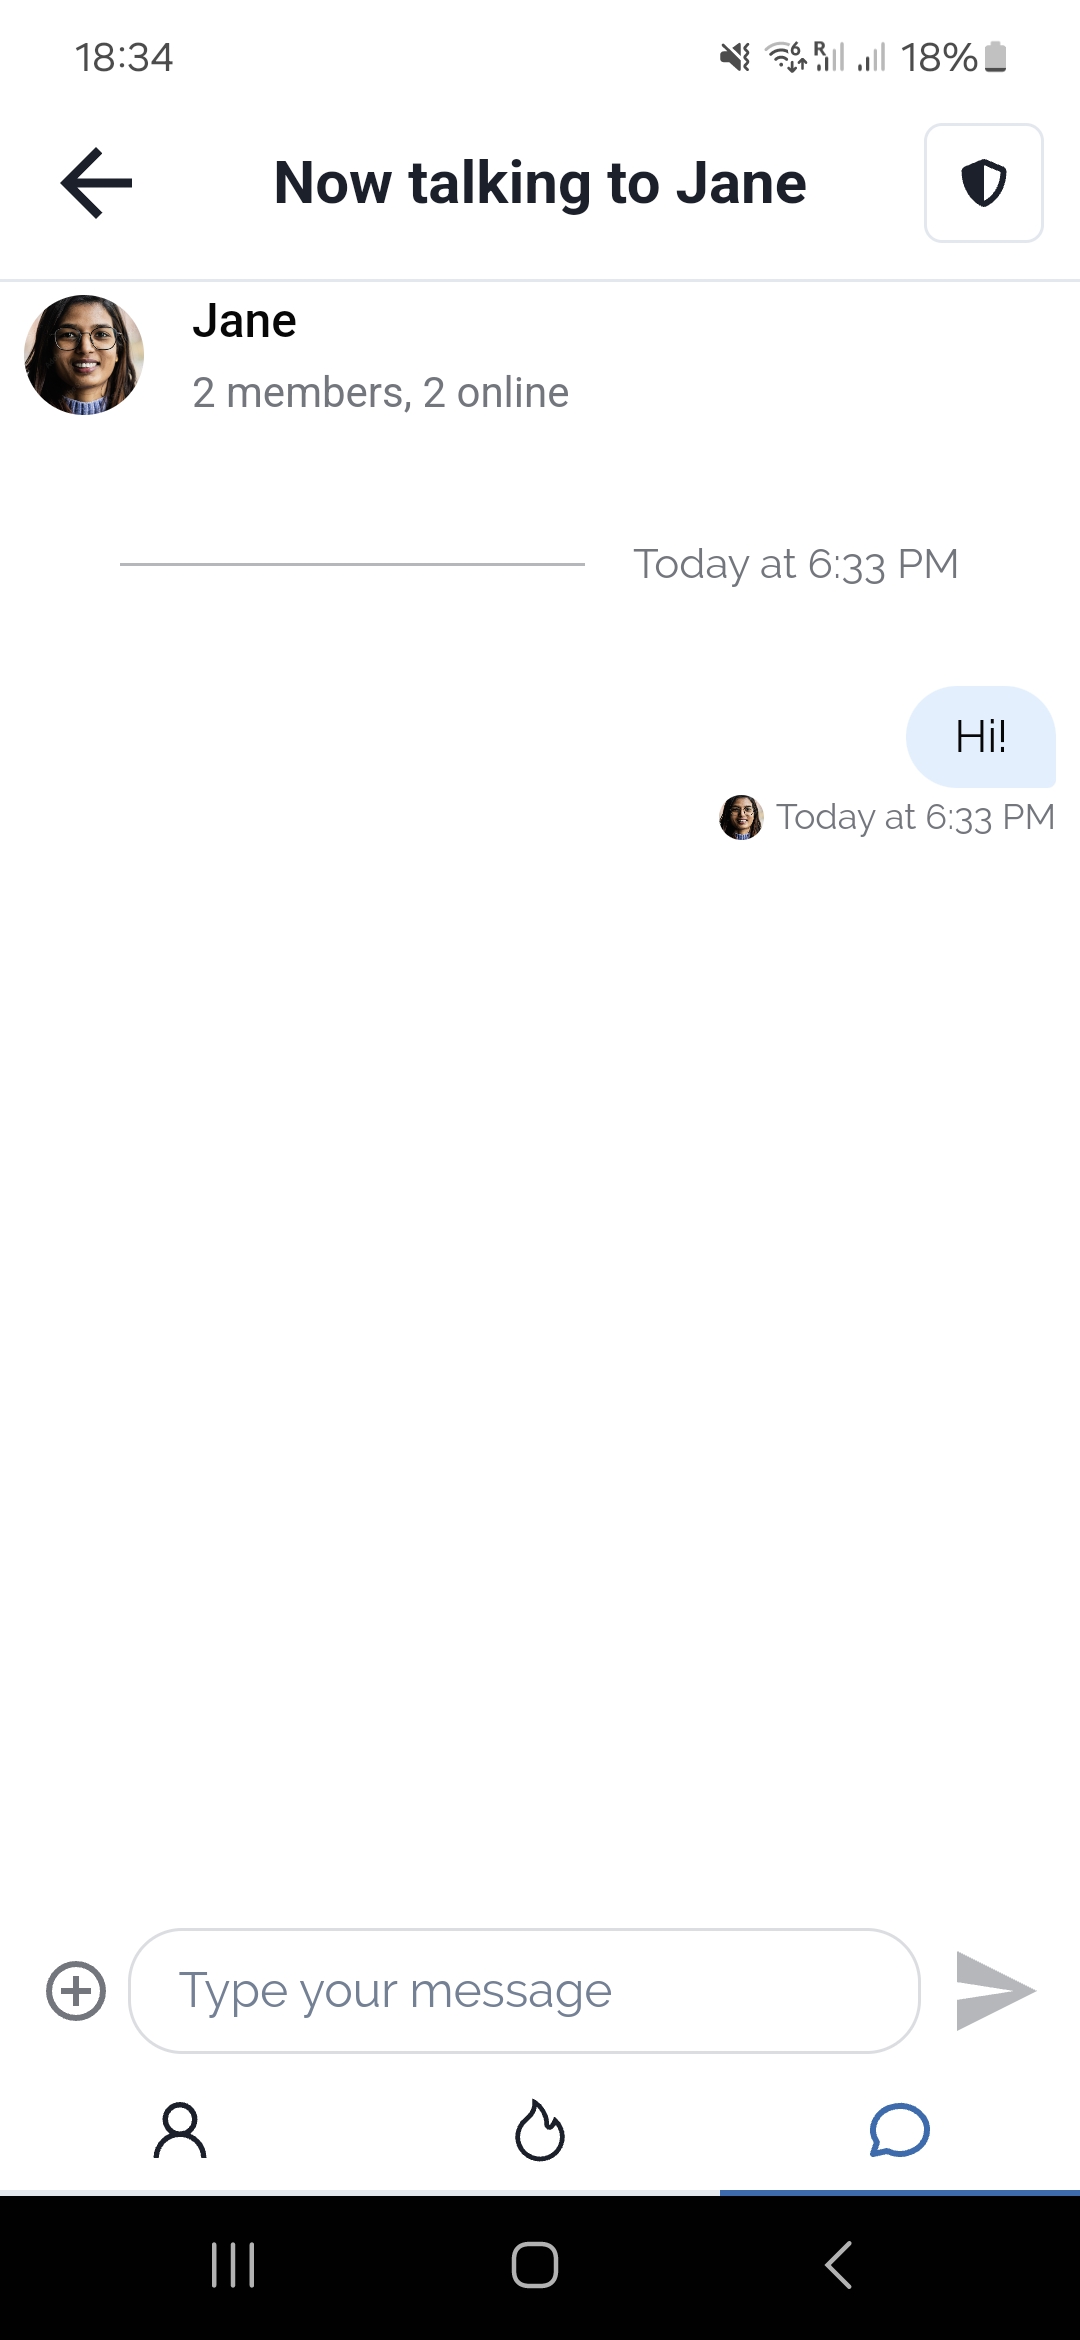 18:34
6 R 18%
Now talking to Jane
Jane
2 members, 2 online
Today at 6:33 PM
Hi!
Today at 6:33 PM
Type your message